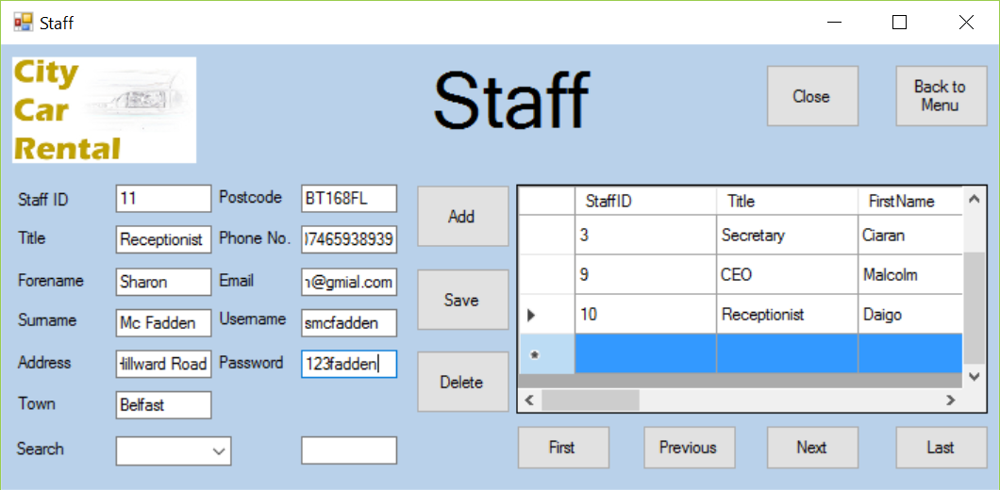 Staff
City
Car
Rental
Staff
Close
Back to
Menu
Staff ID 11 Postcode BT168FL
Title Receptionist Phone No. 07465938939
Forename Sharon Email @gmial.com
Surname Mc Fadden Username smcfadden
Address Hillward Road Password 123fadden
Town Belfast
Search
Add
Save
Delete
StaffID Title FirstName
3 Secretary Ciaran
9 CEO Malcolm
10 Receptionist Daigo
*
First Previous Next Last